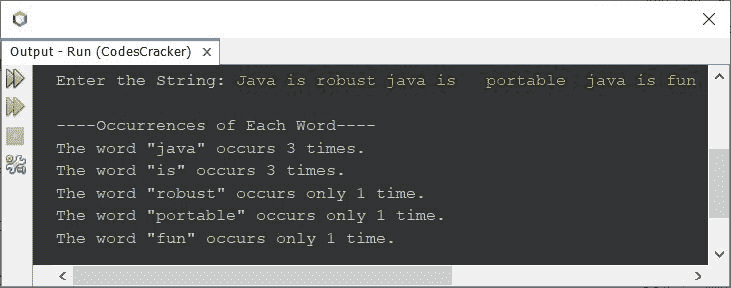 Output - Run (CodesCracker)
Enter the String: Java is robust java is   portable  java is fun
----Occurrences of Each Word----
The word "java" occurs 3 times.
The word "is" occurs 3 times.
The word "robust" occurs only 1 time.
The word "portable" occurs only 1 time.
The word "fun" occurs only 1 time.